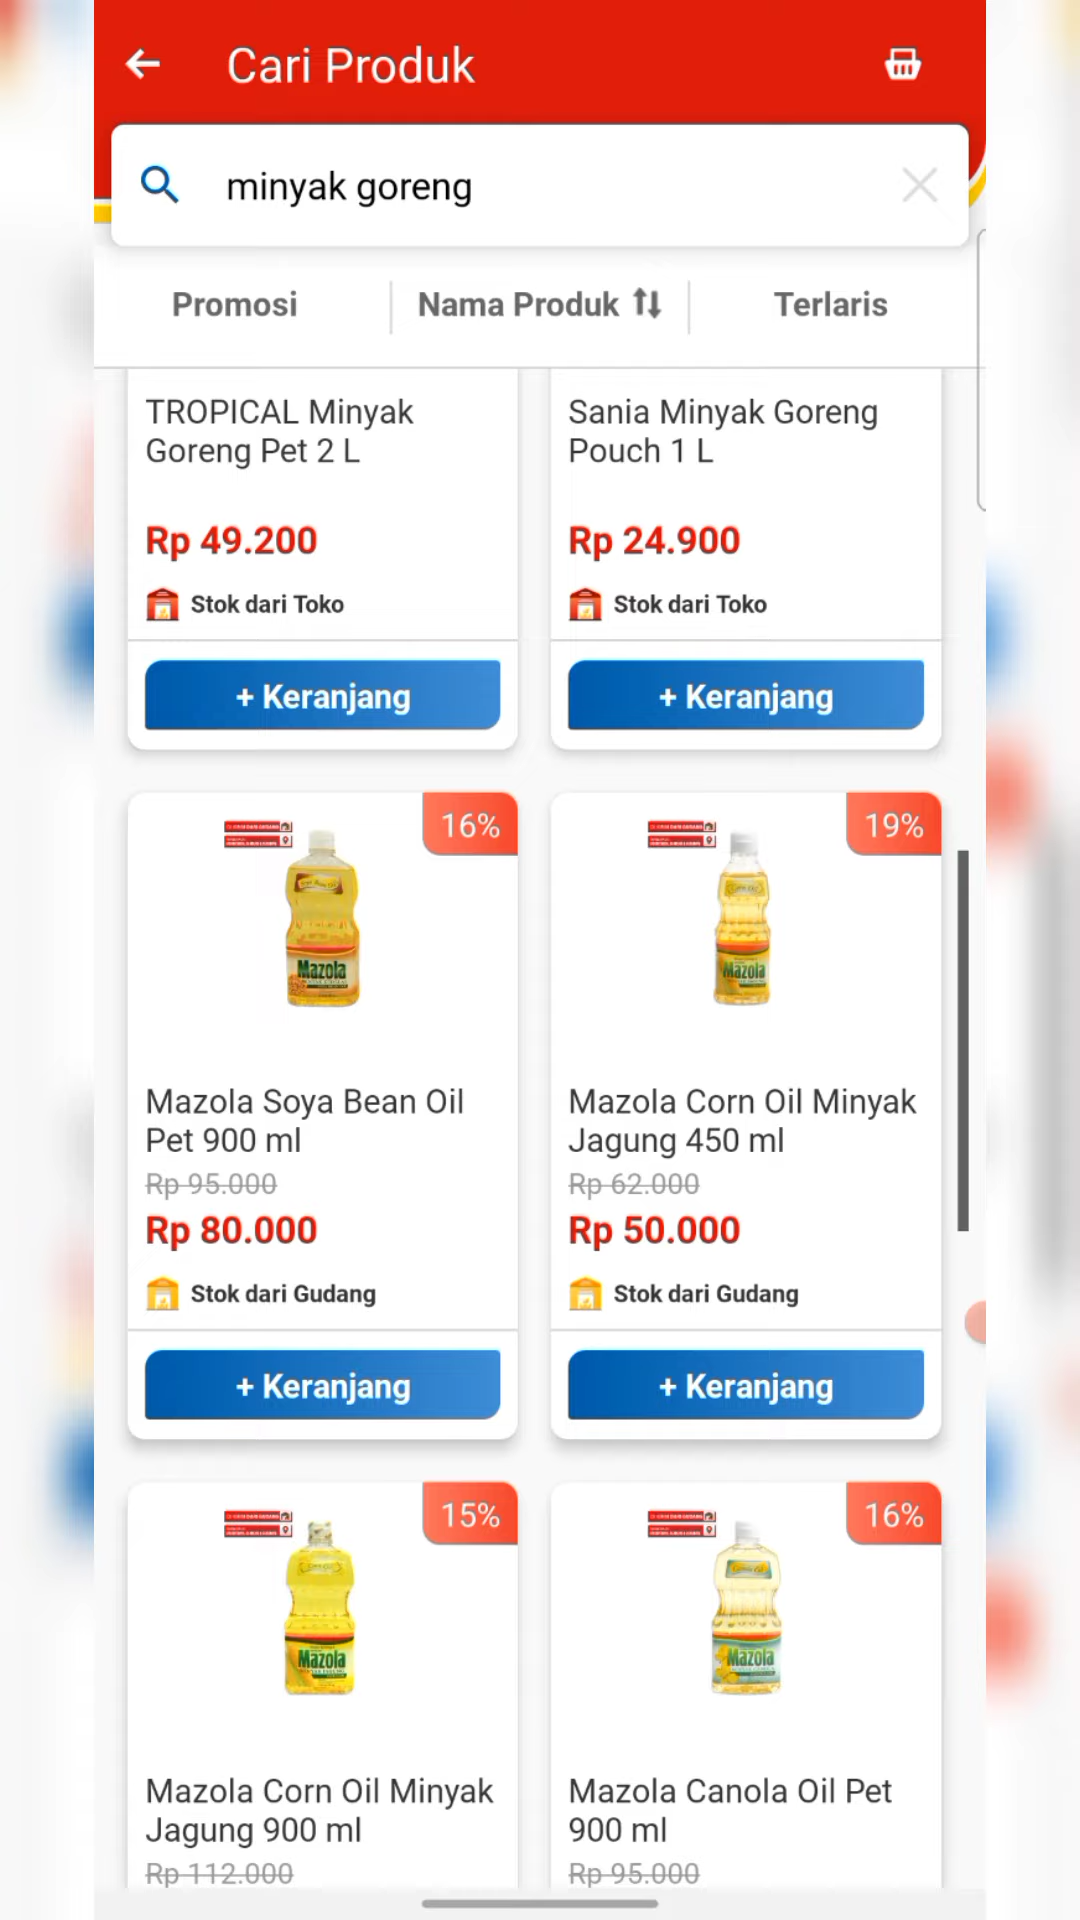 Cari Produk
minyak goreng
Promosi
Nama Produk
Terlaris
TROPICAL Minyak
Goreng Pet 2 L
Rp 49.200
Stok dari Toko
+ Keranjang
Sania Minyak Goreng
Pouch 1 L
Rp 24.900
Stok dari Toko
+ Keranjang
16%
Mazola
Mazola Soya Bean Oil
Pet 900 ml
Rp 95.000
Rp 80.000
Stok dari Gudang
+ Keranjang
19%
Mazola
Mazola Corn Oil Minyak
Jagung 450 ml
Rp 62.000
Rp 50.000
Stok dari Gudang
+ Keranjang
15%
Mazola
Mazola Corn Oil Minyak
Jagung 900 ml
Rp 112.000
16%
Mazola
Mazola Canola Oil Pet
900 ml
Rp 95.000